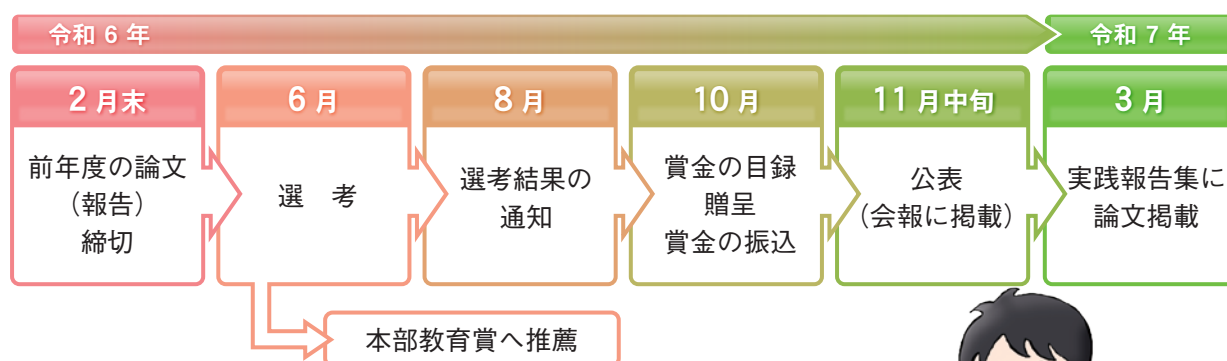 令和 6 年
令和 7 年
2 月末
前年度の論文
（報告）
締切
6 月
選　考
8 月
選考結果の
通知
10 月
賞金の目録
贈呈
賞金の振込
11 月中旬
公表
（会報に掲載）
3 月
実践報告集に
論文掲載
本部教育賞へ推薦